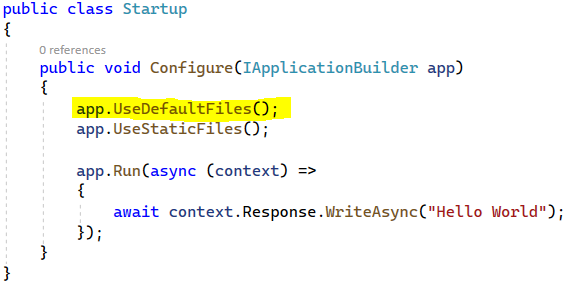 public class Startup
{
0 references
public void Configure(IApplicationBuilder app)
{
app.UseDefaultFiles();
app.UseStaticFiles();
app.Run(async (context) =>
{
await context.Response.WriteAsync("Hello World");
});
}
}